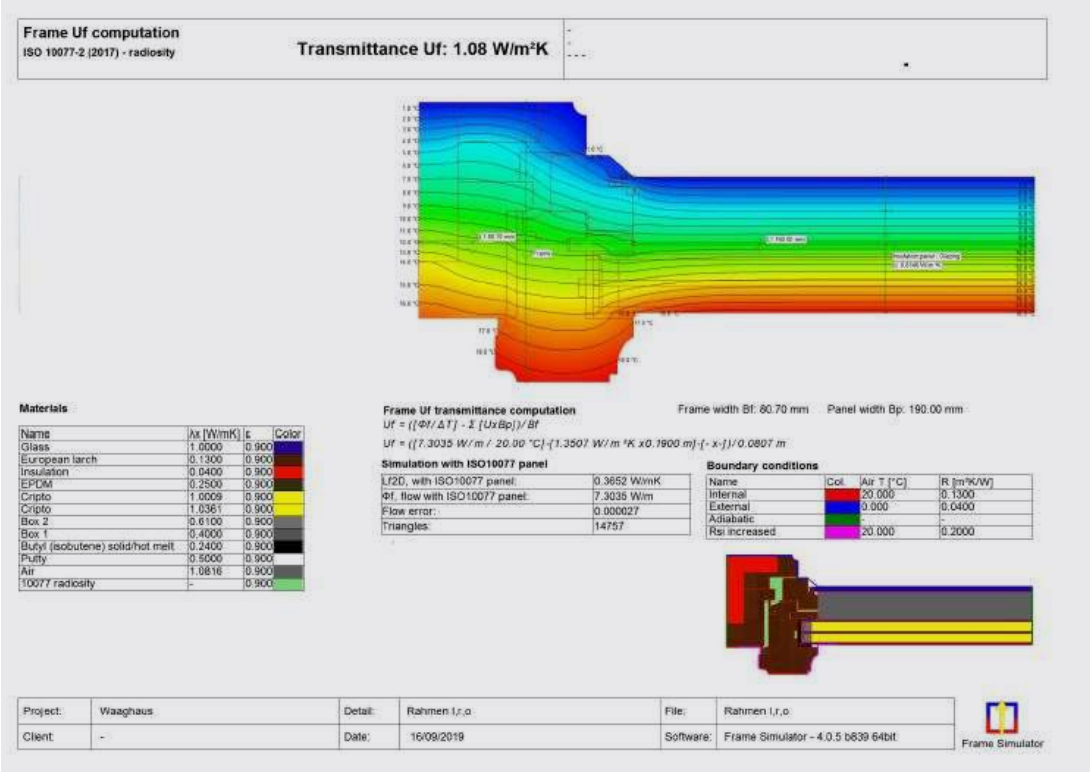 Frame Uf computation
ISO 10077-2 (2017) - radiosity
Transmittance Uf: 1.08 W/m²K
-
-
- - -
Frame
Insulation panel : Glazing
Materials
Name λx [W/mK] ε Color
Glass 1.0000 0.900
European larch 0.1300 0.900
Insulation 0.0400 0.900
EPDM 0.2500 0.900
Cripto 1.0009 0.900
Cripto 1.0361 0.900
Box 2 0.6100 0.900
Box 1 0.4000 0.900
Butyl (isobutene) solid/hot melt 0.2400 0.900
Putty 0.5000 0.900
Air 1.0816 0.900
10077 radiosity - 0.900
Frame Uf transmittance computation
Frame width Bf: 80.70 mm Panel width Bp: 190.00 mm
Uf = ([Φf/ΔT] - Σ [UxBp])/Bf
Uf = ([7.3035 W/m / 20.00 °C]-[1.3507 W/m ²K x0.1900 m]-[- x-])/0.0807 m
Simulation with ISO10077 panel
Lf2D, with ISO10077 panel: 0.3652 W/mK
Φf, flow with ISO10077 panel: 7.3035 W/m
Flow error: 0.000027
Triangles: 14757
Boundary conditions
Name Col. Air T [°C] R [m²K/W]
Internal 20.000 0.1300
External 0.000 0.0400
Adiabatic - -
Rsi increased 20.000 0.2000
Project: Waaghaus
Detail: Rahmen l,r,o
File: Rahmen l,r,o
Client: -
Date: 16/09/2019
Software: Frame Simulator - 4.0.5 b839 64bit
Frame Simulator